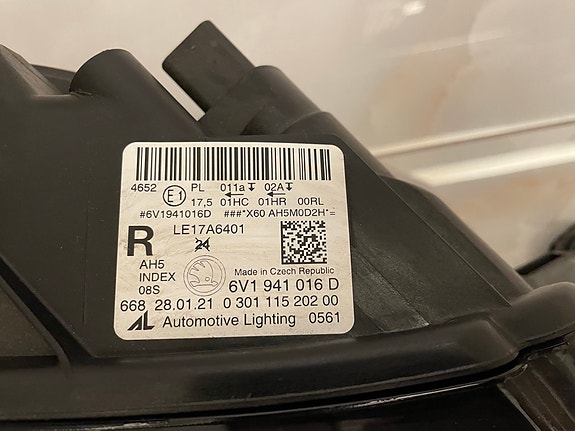 4652 E1 PL 011a 02A
17,5 01HC 01HR 00RL
#6V1941016D ###*X60 AH5M0D2H*=
R LE17A6401
24
AH5
INDEX
08S
Made in Czech Republic
6V1 941 016 D
668 28.01.21 0 301 115 202 00
AL Automotive Lighting 0561